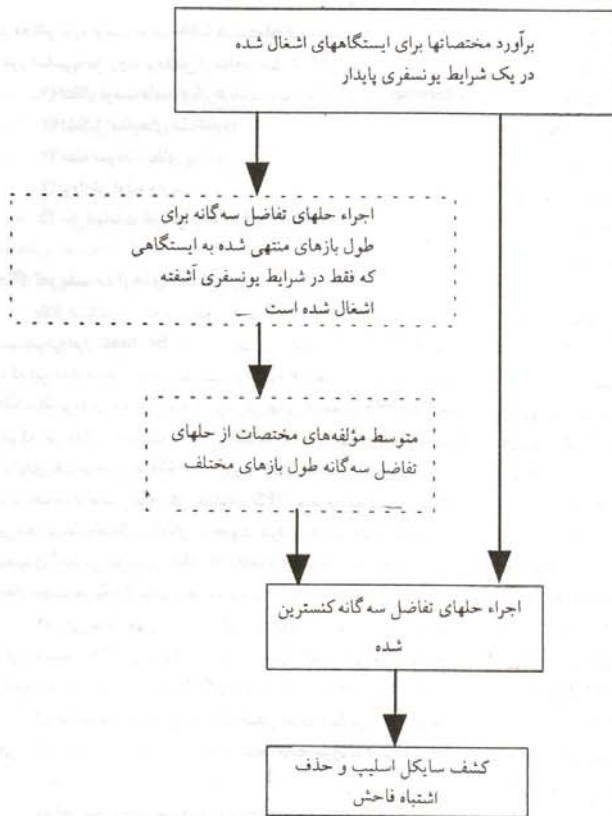 برآورد مختصاتها برای ایستگاههای اشغال شده
در یک شرایط یونسفری پایدار
اجراء حلهای تفاضل سه گانه برای
طول بازهای منتهی شده به ایستگاهی
که فقط در شرایط یونسفری آشفته
اشغال شده است
متوسط مؤلفه‌های مختصات از حلهای
تفاضل سه گانه طول بازهای مختلف
اجراء حلهای تفاضل سه گانه کنسترین
شده
کشف سایکل اسلیپ و حذف
اشتباه فاحش